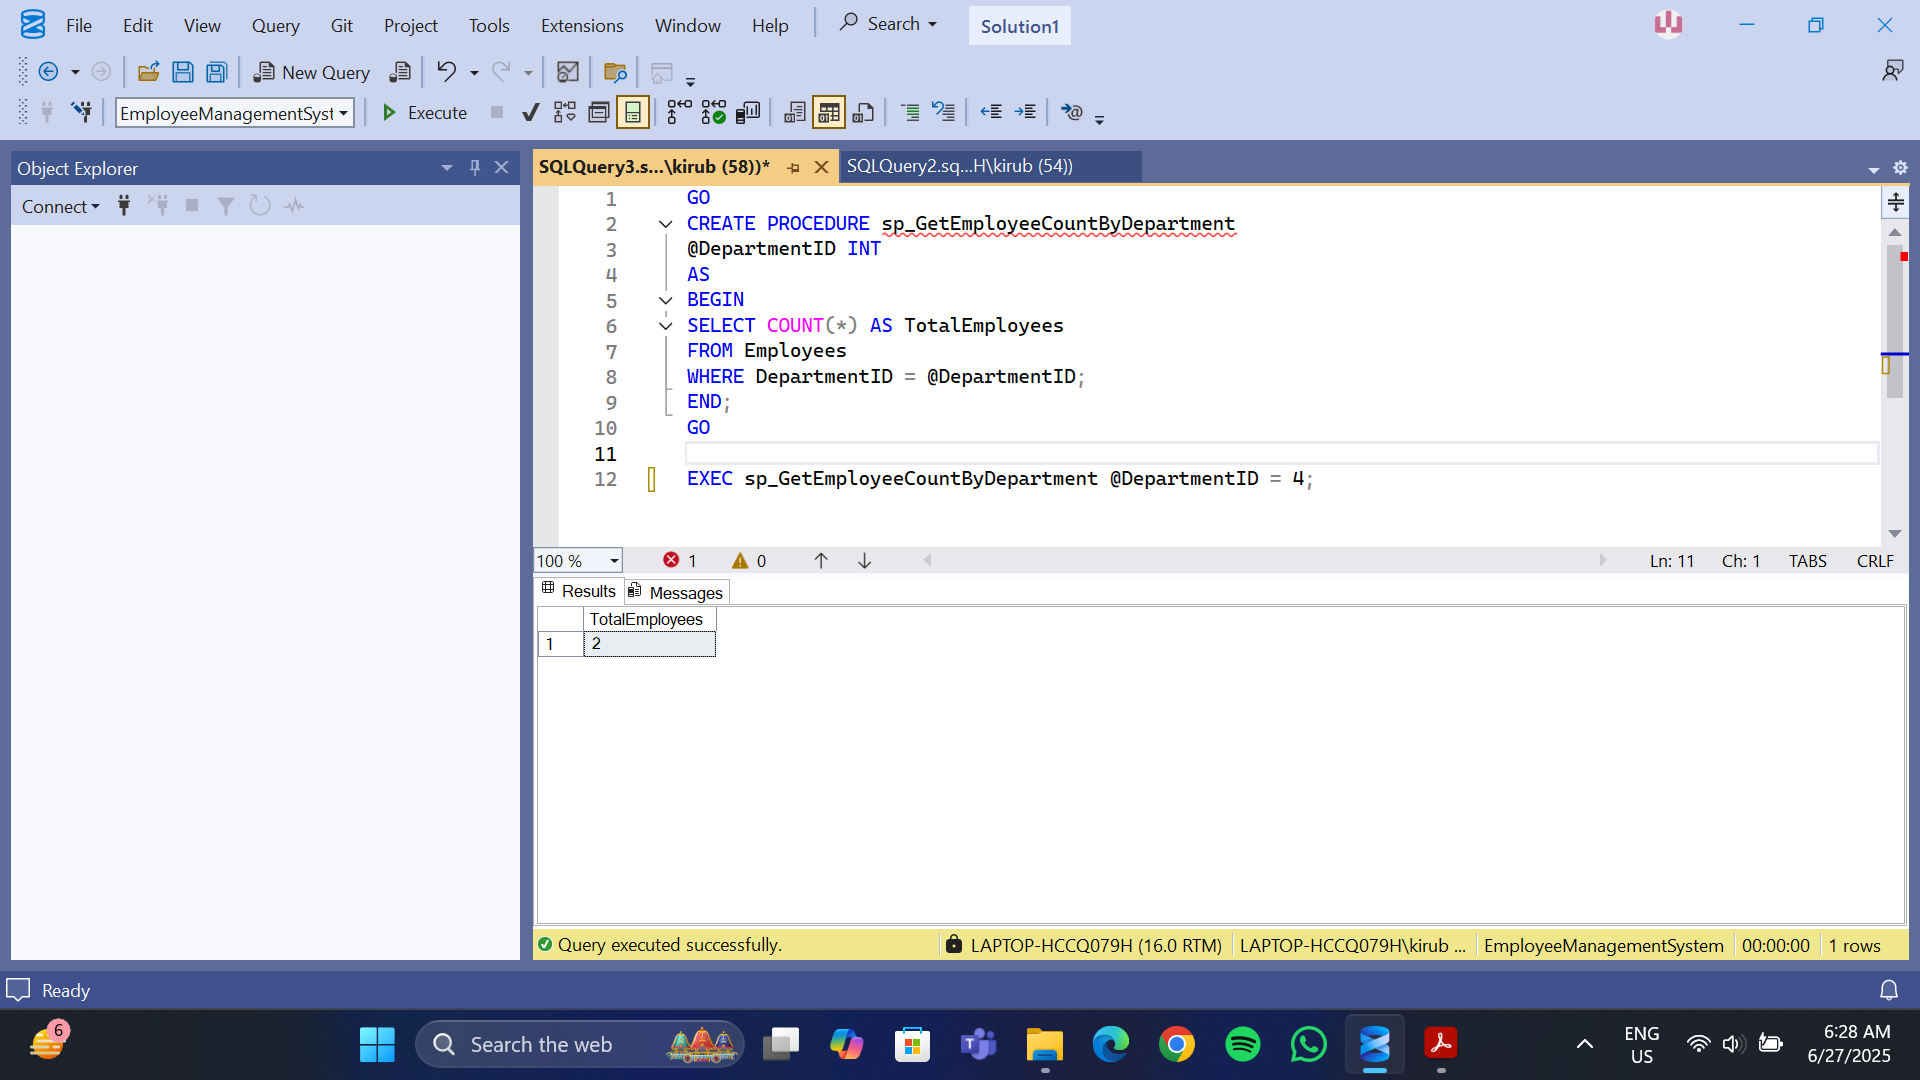 File Edit View Query Git Project Tools Extensions Window Help Search Solution1
New Query
EmployeeManagementSyst Execute
Object Explorer
Connect
SQLQuery3.s...\kirub (58))* SQLQuery2.sq...H\kirub (54))
1 GO
2 CREATE PROCEDURE sp_GetEmployeeCountByDepartment
3 @DepartmentID INT
4 AS
5 BEGIN
6 SELECT COUNT(*) AS TotalEmployees
7 FROM Employees
8 WHERE DepartmentID = @DepartmentID;
9 END;
10 GO
11
12 EXEC sp_GetEmployeeCountByDepartment @DepartmentID = 4;
100 % 1 0 Ln: 11 Ch: 1 TABS CRLF
Results Messages
TotalEmployees
1 2
Query executed successfully. LAPTOP-HCCQ079H (16.0 RTM) LAPTOP-HCCQ079H\kirub ... EmployeeManagementSystem 00:00:00 1 rows
Ready
6 Search the web ENG US 6:28 AM
6/27/2025